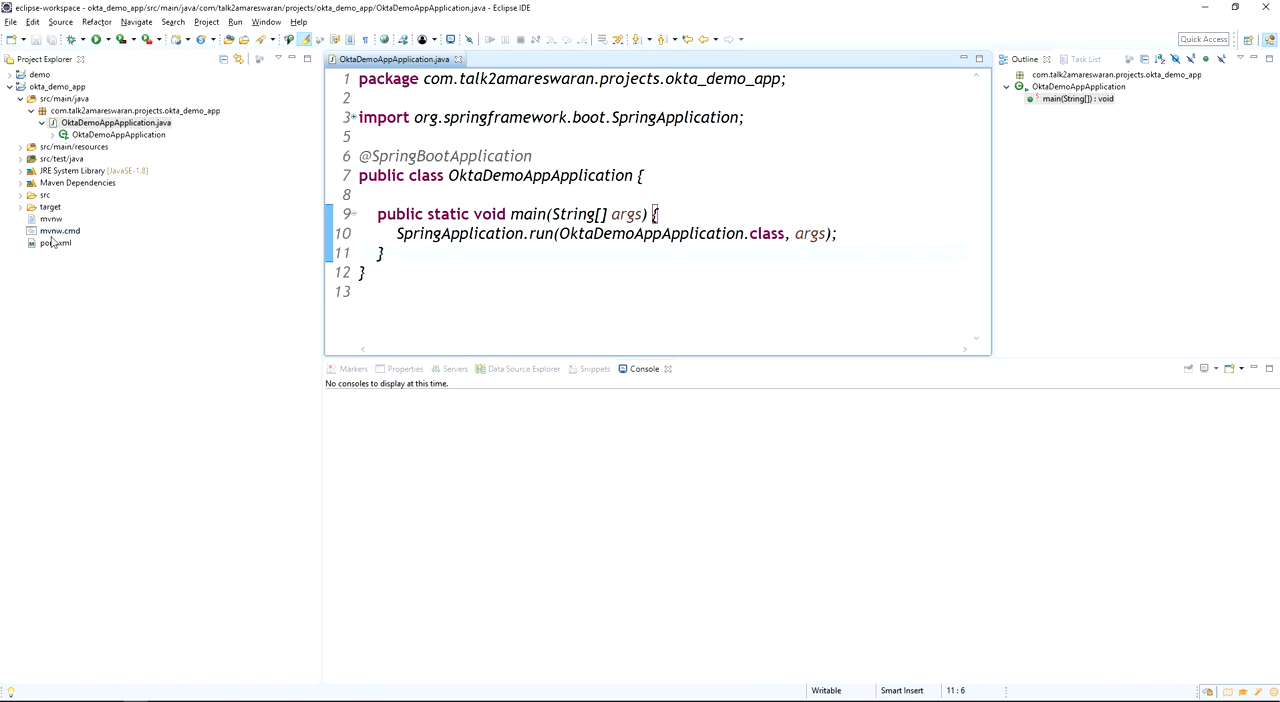 eclipse-workspace - okta_demo_app/src/main/java/com/talk2amareswaran/projects/okta_demo_app/OktaDemoAppApplication.java - Eclipse IDE
File Edit Source Refactor Navigate Search Project Run Window Help
Quick Access
Project Explorer
demo
okta_demo_app
src/main/java
com.talk2amareswaran.projects.okta_demo_app
OktaDemoAppApplication.java
OktaDemoAppApplication
src/main/resources
src/test/java
JRE System Library [JavaSE-1.8]
Maven Dependencies
src
target
mvnw
mvnw.cmd
OktaDemoAppApplication.java
1 package com.talk2amareswaran.projects.okta_demo_app;
2
3 import org.springframework.boot.SpringApplication;
5
6 @SpringBootApplication
7 public class OktaDemoAppApplication {
8
9 public static void main(String[] args) {
10 SpringApplication.run(OktaDemoAppApplication.class, args);
11 }
12 }
13
Outline Task List
com.talk2amareswaran.projects.okta_demo_app
OktaDemoAppApplication
main(String[]) : void
Markers Properties Servers Data Source Explorer Snippets Console
No consoles to display at this time.
Writable Smart Insert 11 : 6